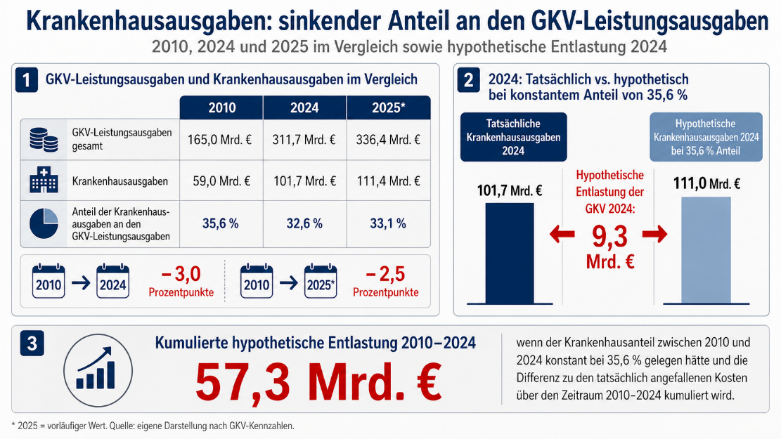 Krankenhausausgaben: sinkender Anteil an den GKV-Leistungsausgaben
2010, 2024 und 2025 im Vergleich sowie hypothetische Entlastung 2024
1 GKV-Leistungsausgaben und Krankenhausausgaben im Vergleich
2010 2024 2025*
GKV-Leistungsausgaben
gesamt
165,0 Mrd. € 311,7 Mrd. € 336,4 Mrd. €
Krankenhausausgaben 59,0 Mrd. € 101,7 Mrd. € 111,4 Mrd. €
Anteil der Krankenhaus-
ausgaben an den
GKV-Leistungsausgaben
35,6 % 32,6 % 33,1 %
2010 2024
– 3,0
Prozentpunkte
2010 2025*
– 2,5
Prozentpunkte
2 2024: Tatsächlich vs. hypothetisch
bei konstantem Anteil von 35,6 %
Tatsächliche
Krankenhausausgaben
2024
101,7 Mrd. €
Hypothetische
Entlastung der
GKV 2024:
9,3
Mrd. €
Hypothetische
Krankenhausausgaben 2024
bei 35,6 % Anteil
111,0 Mrd. €
3
Kumulierte hypothetische Entlastung 2010–2024
57,3 Mrd. €
wenn der Krankenhausanteil zwischen 2010 und
2024 konstant bei 35,6 % gelegen hätte und die
Differenz zu den tatsächlich angefallenen Kosten
über den Zeitraum 2010–2024 kumuliert wird.
* 2025 = vorläufiger Wert. Quelle: eigene Darstellung nach GKV-Kennzahlen.